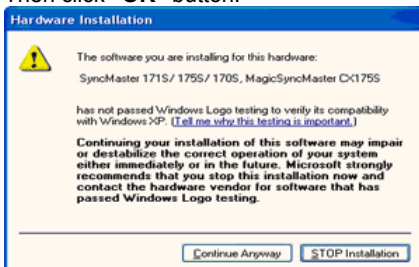 Then click "OK" button.
Hardware Installation
The software you are installing for this hardware:
SyncMaster 171S/ 175S/ 170S, MagicSyncMaster CX175S
has not passed Windows Logo testing to verify its compatibility
with Windows XP. (Tell me why this testing is important.)
Continuing your installation of this software may impair
or destabilize the correct operation of your system
either immediately or in the future. Microsoft strongly
recommends that you stop this installation now and
contact the hardware vendor for software that has
passed Windows Logo testing.
Continue Anyway STOP Installation